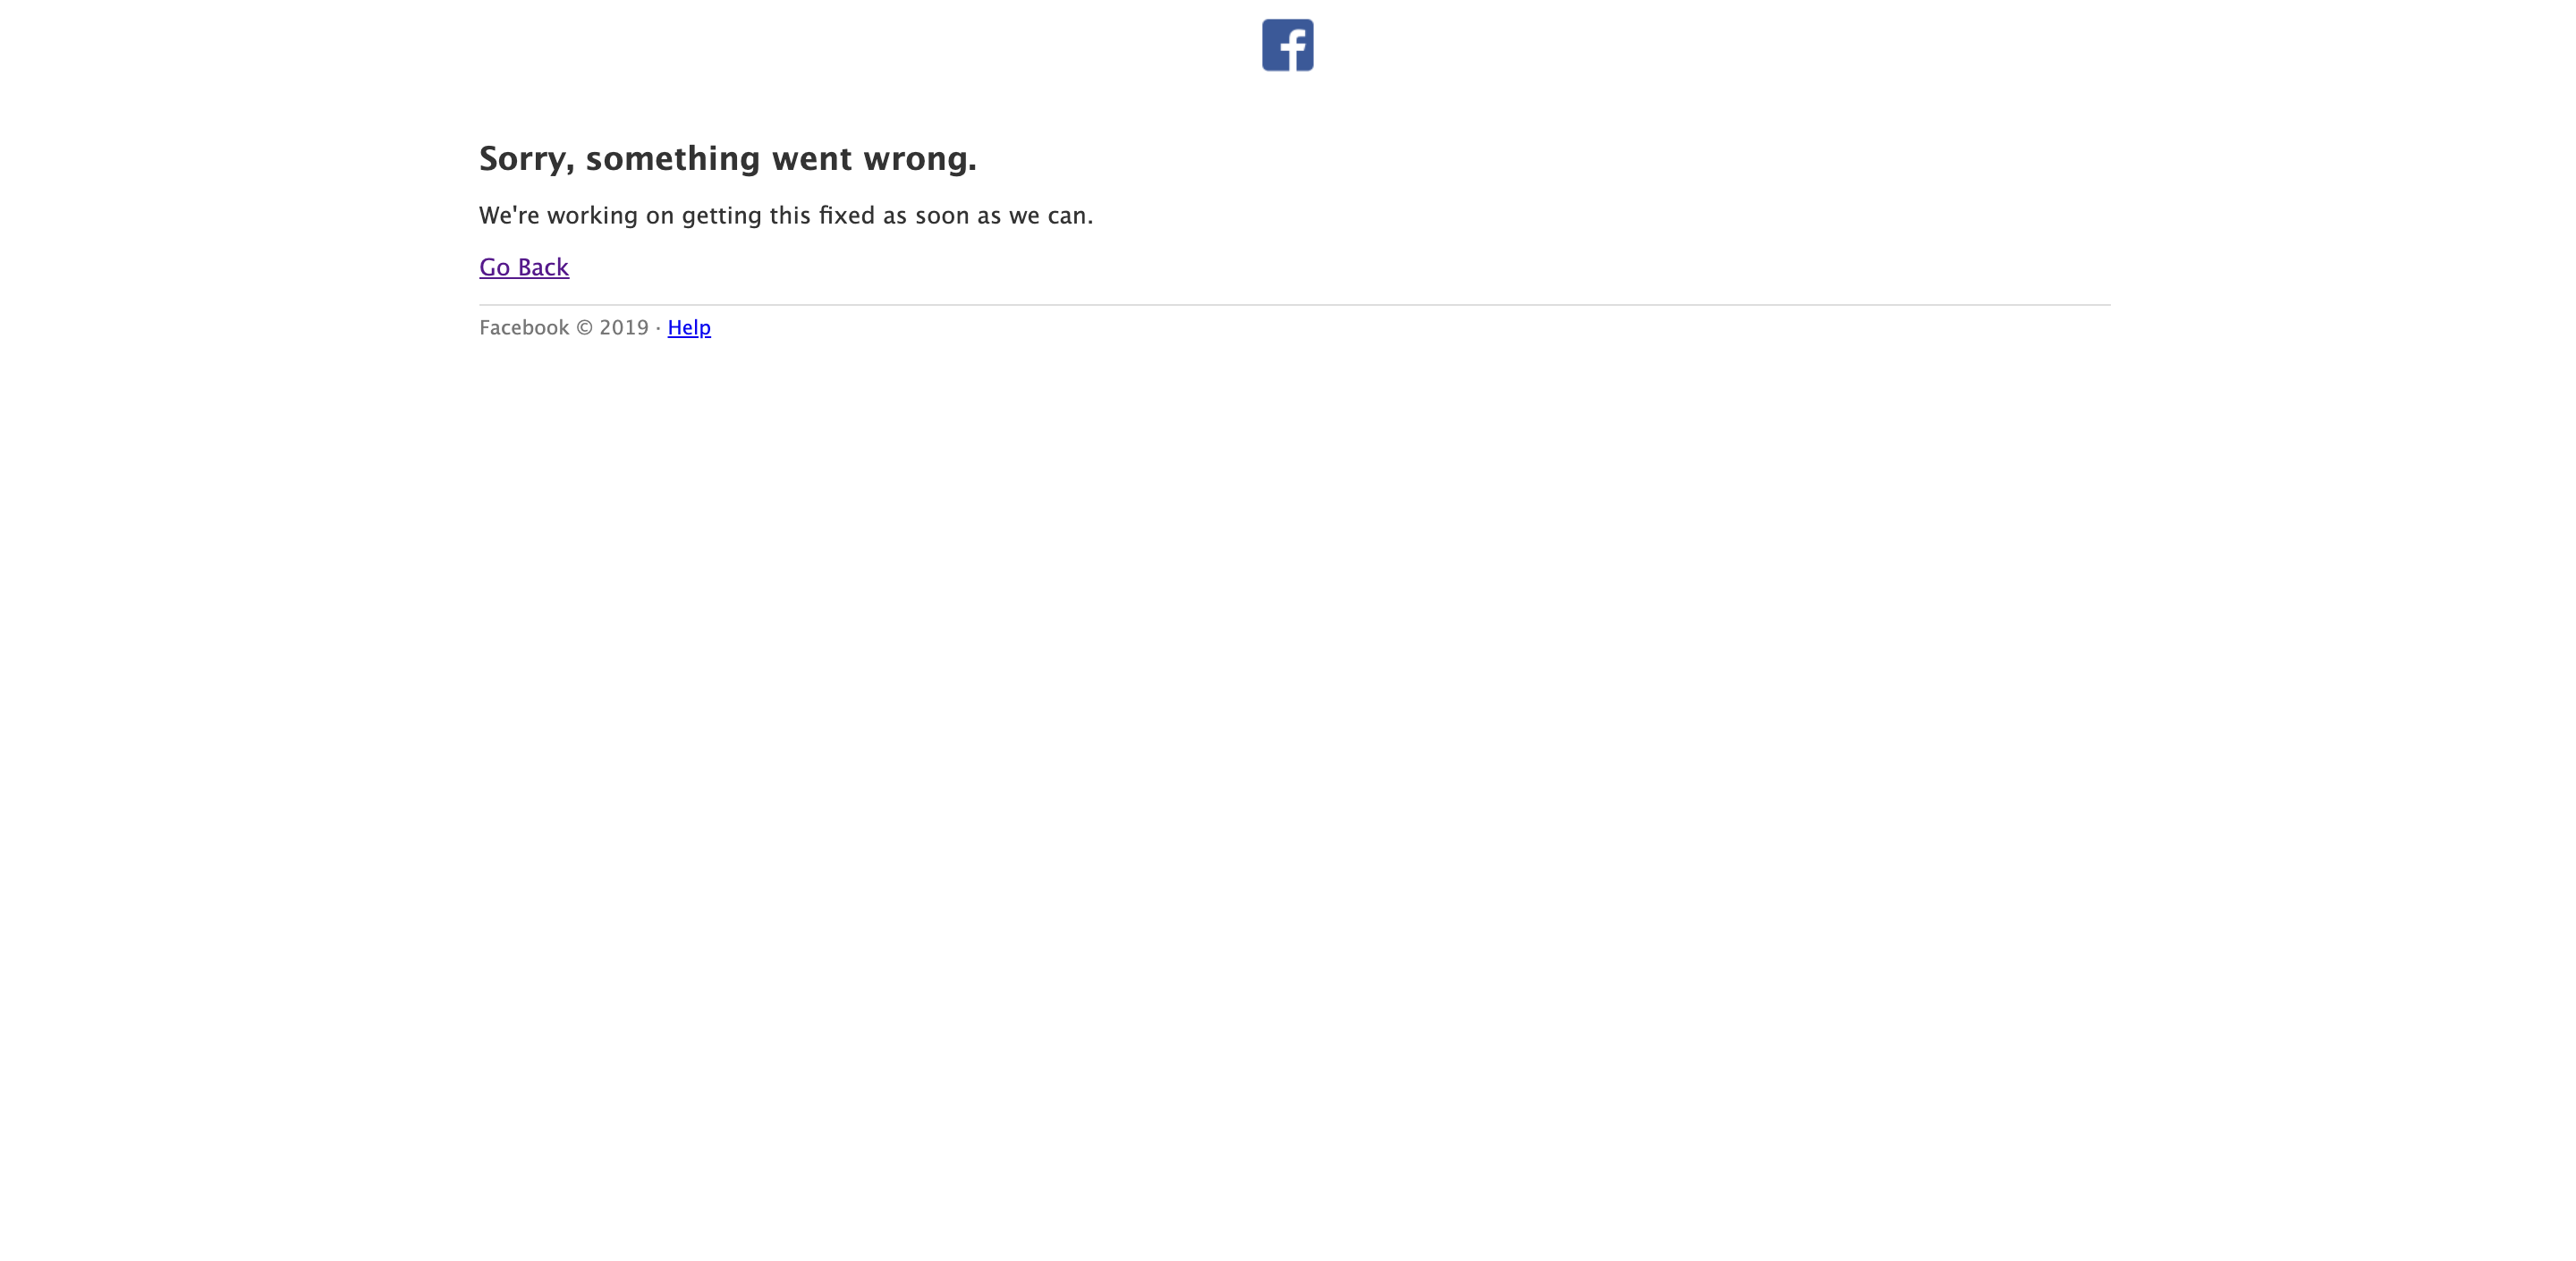 Sorry, something went wrong.
We're working on getting this fixed as soon as we can.
Go Back
Facebook © 2019 · Help